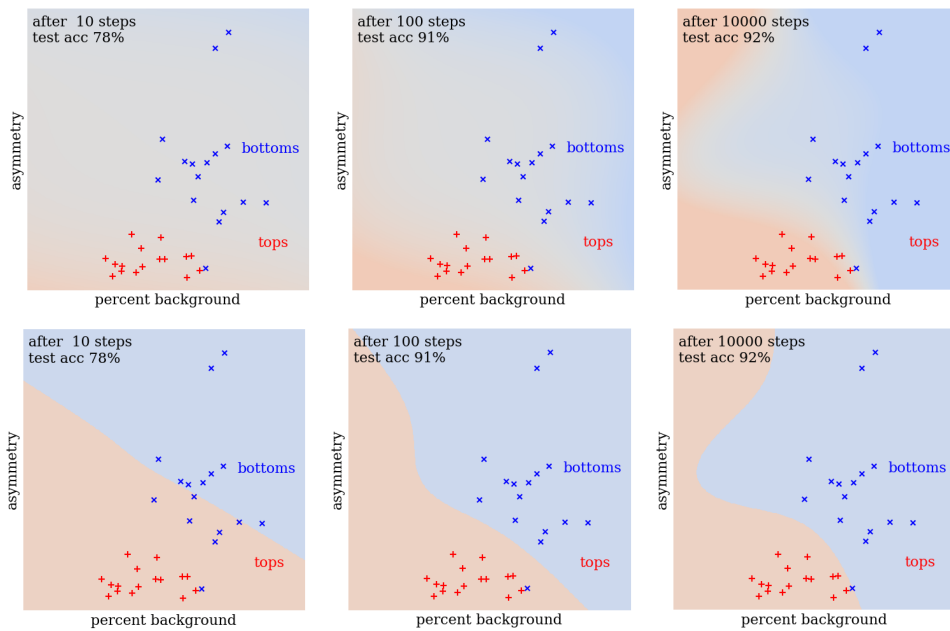 after 10 steps
test acc 78%
asymmetry
bottoms
tops
percent background
after 100 steps
test acc 91%
asymmetry
bottoms
tops
percent background
after 10000 steps
test acc 92%
asymmetry
bottoms
tops
percent background
after 10 steps
test acc 78%
asymmetry
bottoms
tops
percent background
after 100 steps
test acc 91%
asymmetry
bottoms
tops
percent background
after 10000 steps
test acc 92%
asymmetry
bottoms
tops
percent background